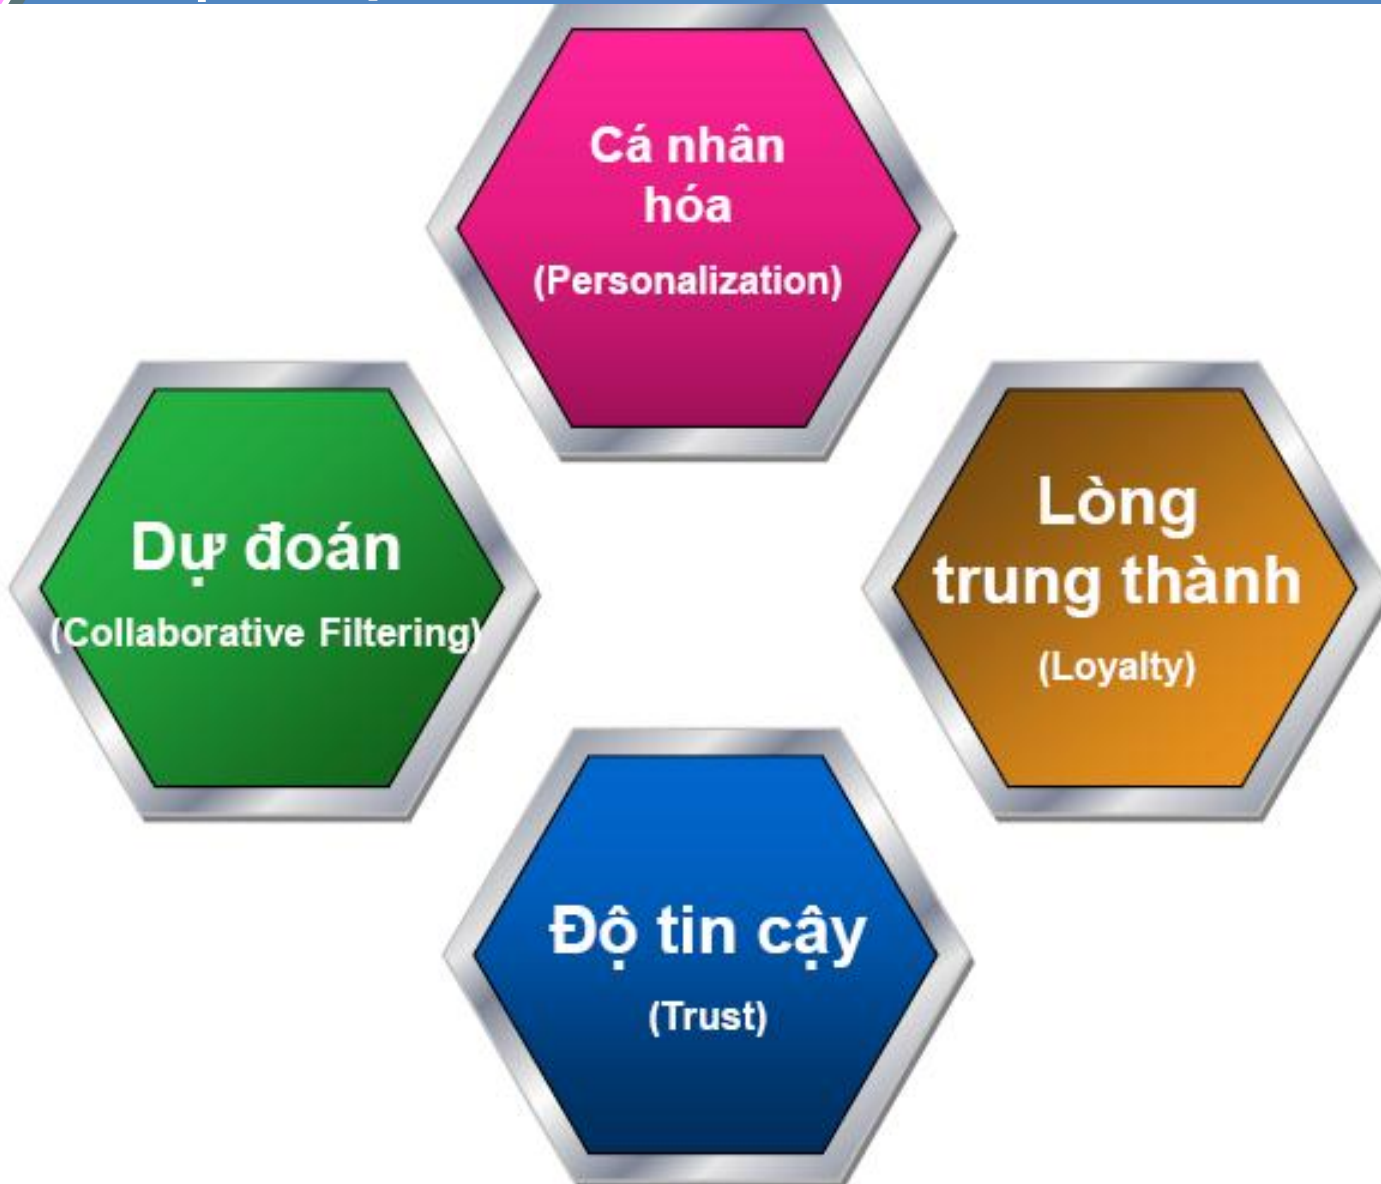 Cá nhân
hóa
(Personalization)
Dự đoán
(Collaborative Filtering)
Lòng
trung thành
(Loyalty)
Độ tin cậy
(Trust)